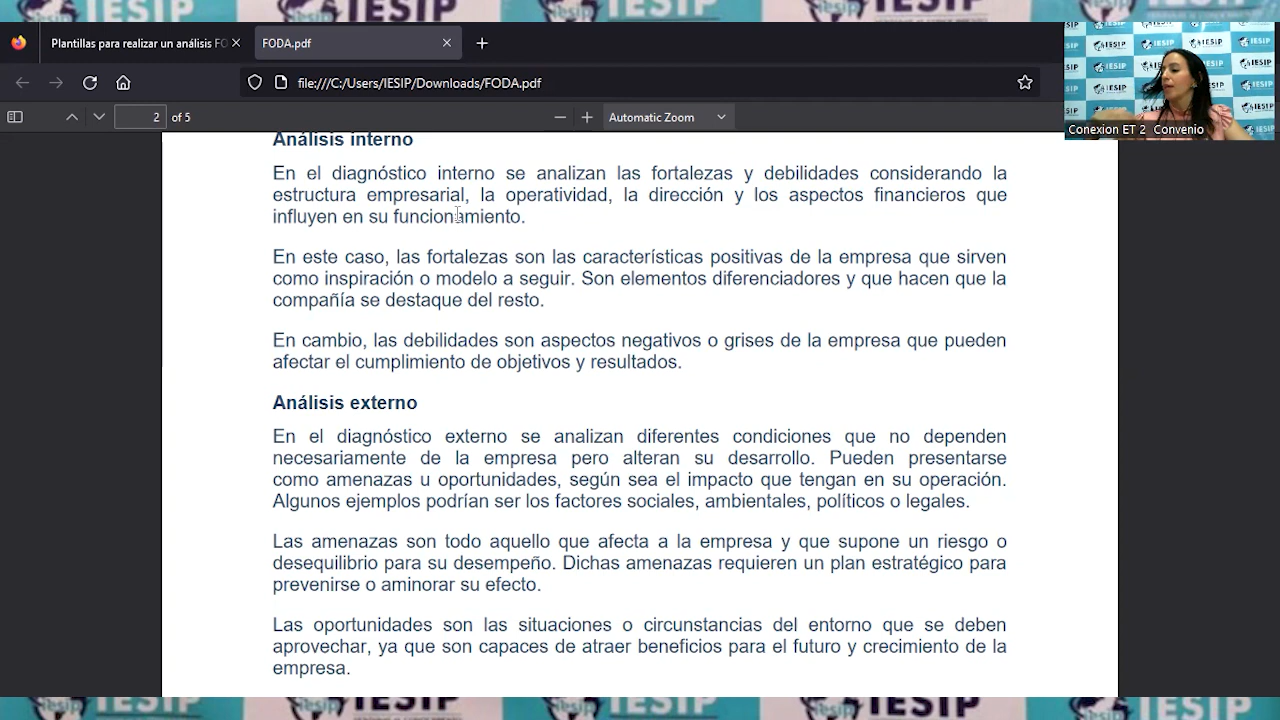 IESIP IESIP IESIP IESIP
Plantillas para realizar un análisis FO
FODA.pdf
file:///C:/Users/IESIP/Downloads/FODA.pdf
2 of 5
Automatic Zoom
Conexion ET 2 Convenio
Análisis interno
En el diagnóstico interno se analizan las fortalezas y debilidades considerando la
estructura empresarial, la operatividad, la dirección y los aspectos financieros que
influyen en su funcionamiento.
En este caso, las fortalezas son las características positivas de la empresa que sirven
como inspiración o modelo a seguir. Son elementos diferenciadores y que hacen que la
compañía se destaque del resto.
En cambio, las debilidades son aspectos negativos o grises de la empresa que pueden
afectar el cumplimiento de objetivos y resultados.
Análisis externo
En el diagnóstico externo se analizan diferentes condiciones que no dependen
necesariamente de la empresa pero alteran su desarrollo. Pueden presentarse
como amenazas u oportunidades, según sea el impacto que tengan en su operación.
Algunos ejemplos podrían ser los factores sociales, ambientales, políticos o legales.
Las amenazas son todo aquello que afecta a la empresa y que supone un riesgo o
desequilibrio para su desempeño. Dichas amenazas requieren un plan estratégico para
prevenirse o aminorar su efecto.
Las oportunidades son las situaciones o circunstancias del entorno que se deben
aprovechar, ya que son capaces de atraer beneficios para el futuro y crecimiento de la
empresa.
IESIP IESIP IESIP IESIP